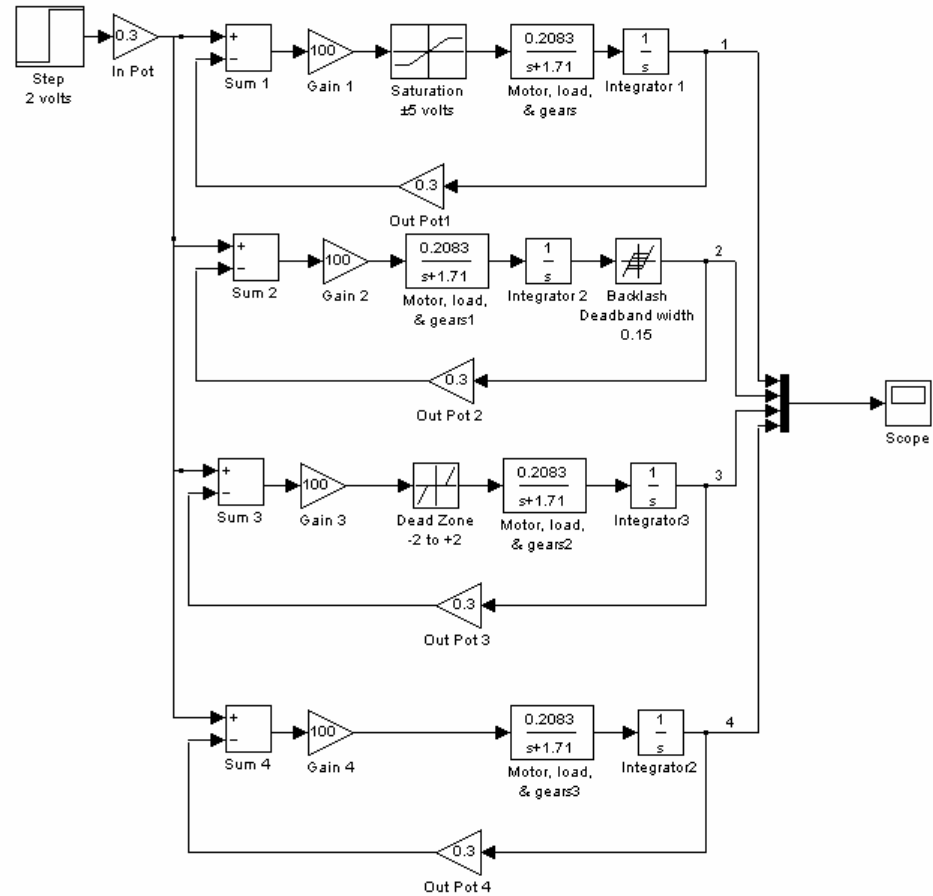 Step
2 volts
0.3
In Pot
+
−
Sum 1
100
Gain 1
Saturation
±5 volts
0.2083
s+1.71
Motor, load,
& gears
1
s
Integrator 1
1
0.3
Out Pot1
+
−
Sum 2
100
Gain 2
0.2083
s+1.71
Motor, load,
& gears1
1
s
Integrator 2
Backlash
Deadband width
0.15
2
0.3
Out Pot 2
Scope
+
−
Sum 3
100
Gain 3
Dead Zone
-2 to +2
0.2083
s+1.71
Motor, load,
& gears2
1
s
Integrator3
3
0.3
Out Pot 3
+
−
Sum 4
100
Gain 4
0.2083
s+1.71
Motor, load,
& gears3
1
s
Integrator2
4
0.3
Out Pot 4